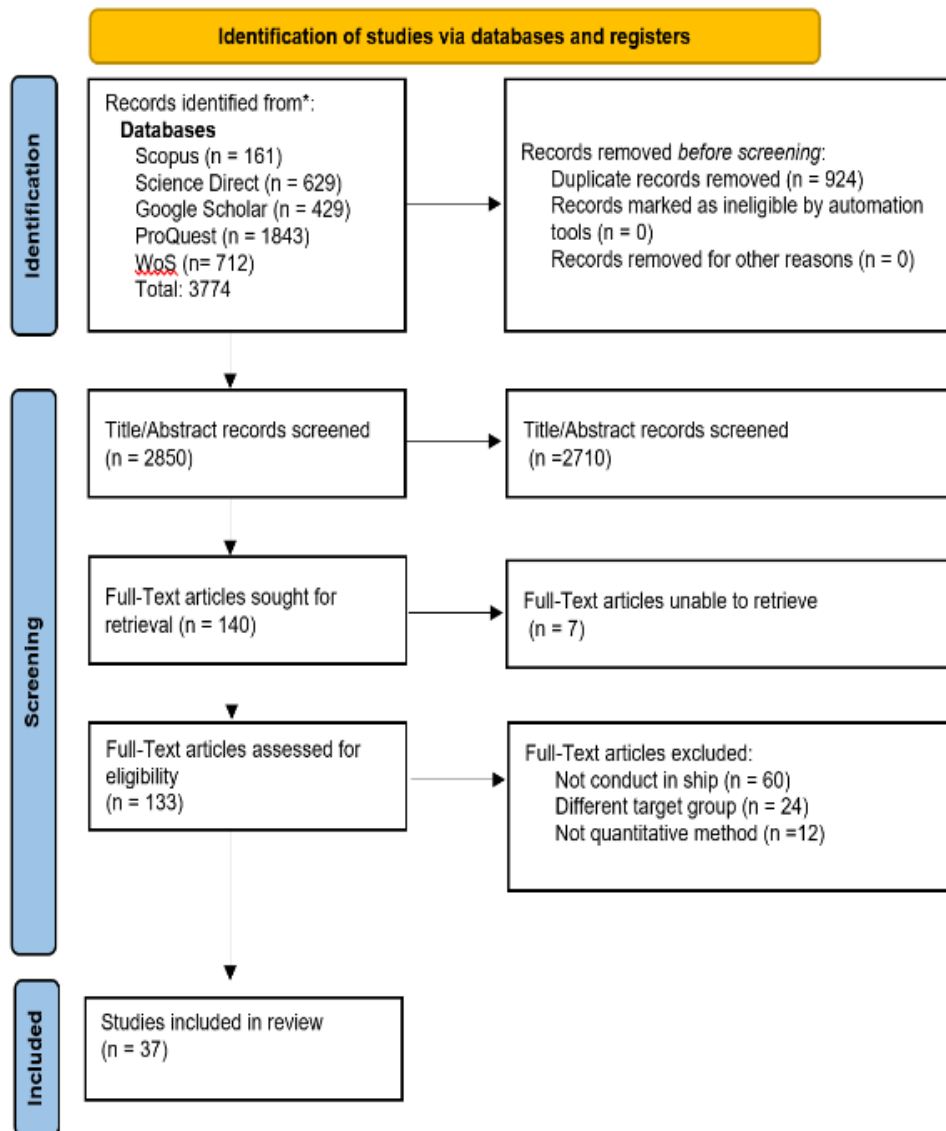 Identification of studies via databases and registers
Identification
Records identified from*:
Databases
Scopus (n = 161)
Science Direct (n = 629)
Google Scholar (n = 429)
ProQuest (n = 1843)
WoS (n= 712)
Total: 3774
Records removed before screening:
Duplicate records removed (n = 924)
Records marked as ineligible by automation
tools (n = 0)
Records removed for other reasons (n = 0)
Screening
Title/Abstract records screened
(n = 2850)
Title/Abstract records screened
(n =2710)
Full-Text articles sought for
retrieval (n = 140)
Full-Text articles unable to retrieve
(n = 7)
Full-Text articles assessed for
eligibility
(n = 133)
Full-Text articles excluded:
Not conduct in ship (n = 60)
Different target group (n = 24)
Not quantitative method (n =12)
Included
Studies included in review
(n = 37)